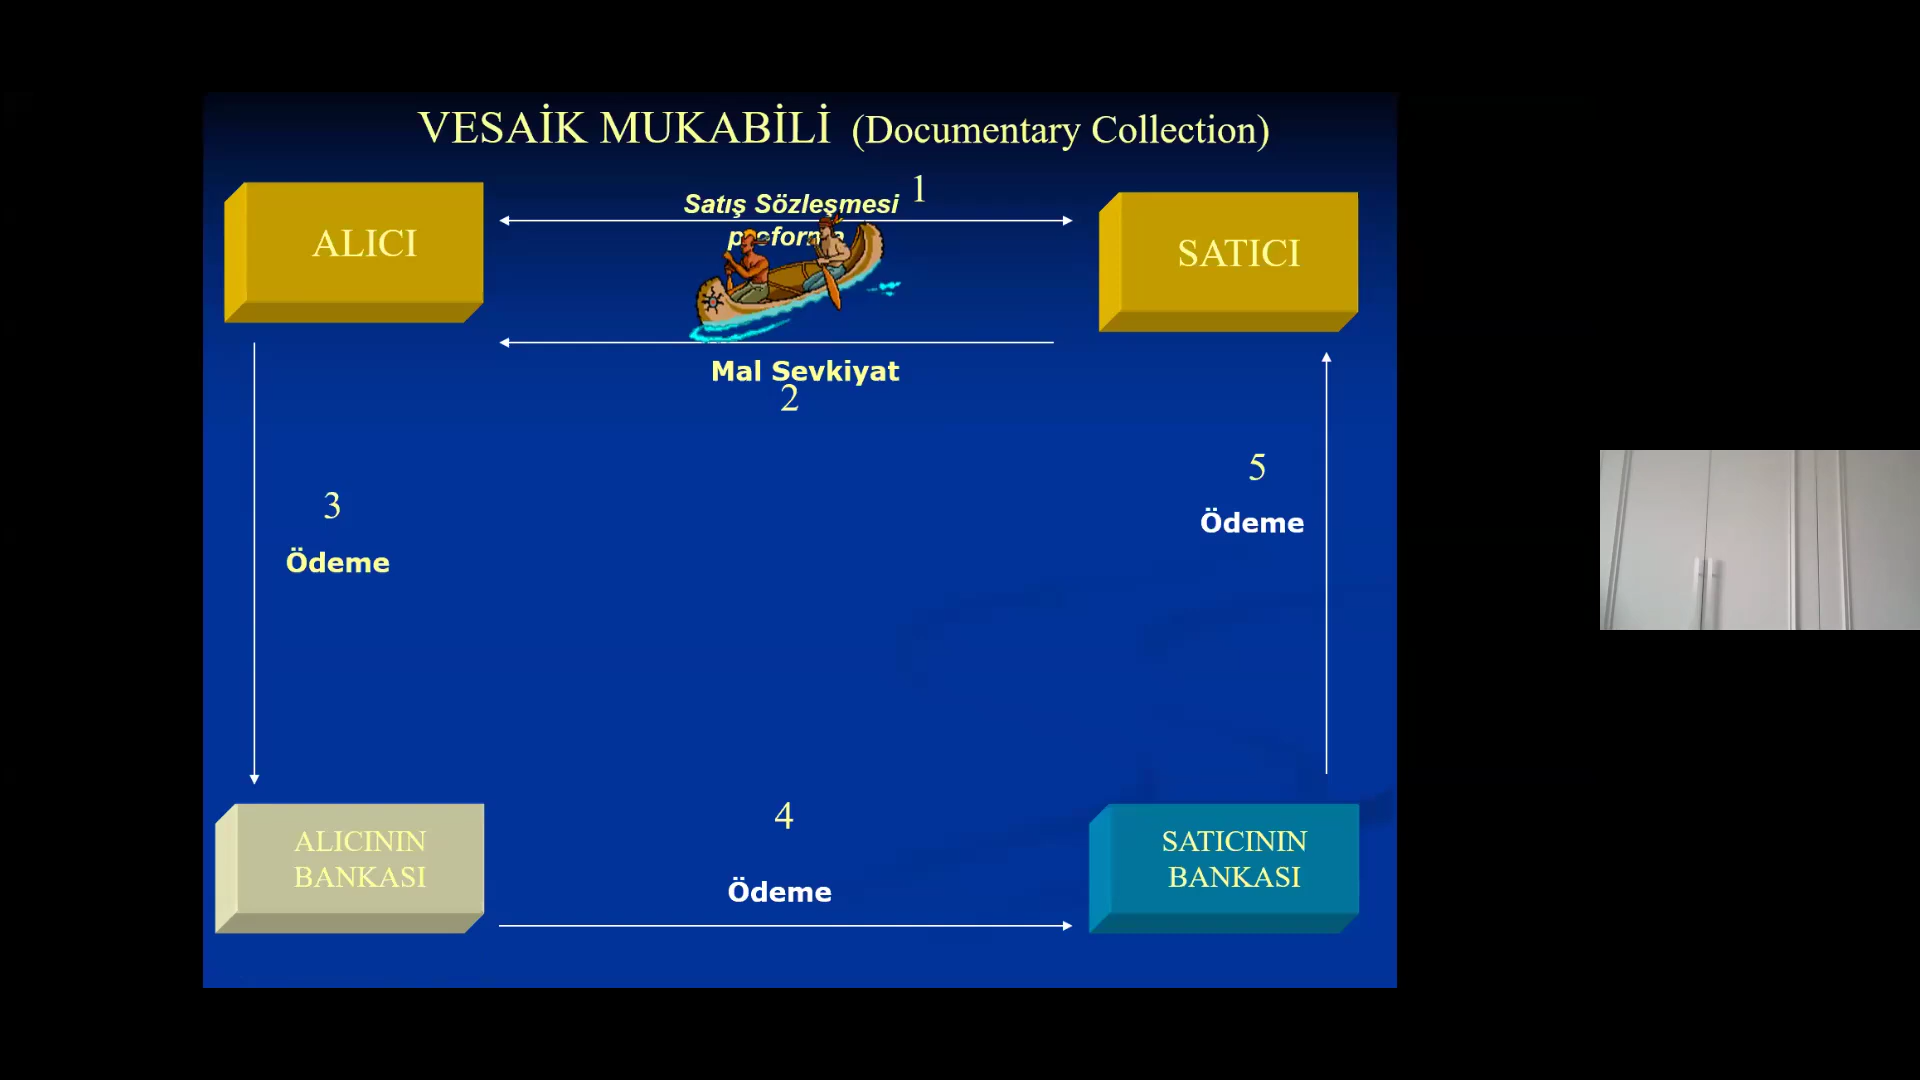 VESAİK MUKABİLİ (Documentary Collection)
ALICI
Satış Sözleşmesi 1
SATICI
Mal Sevkiyat
2
3
Ödeme
5
Ödeme
4
Ödeme
ALICININ
BANKASI
SATICININ
BANKASI